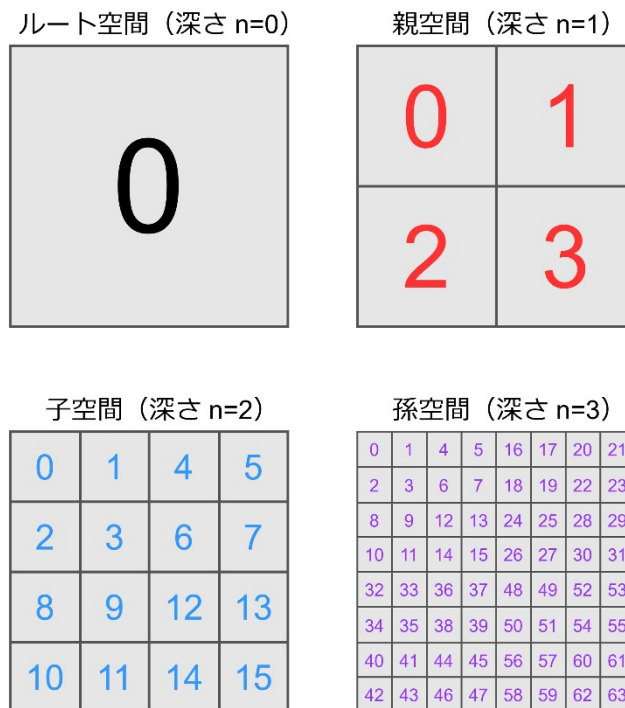 ルート空間（深さ n=0）
0
親空間（深さ n=1）
0 1
2 3
子空間（深さ n=2）
0 1 4 5
2 3 6 7
8 9 12 13
10 11 14 15
孫空間（深さ n=3）
0 1 4 5 16 17 20 21
2 3 6 7 18 19 22 23
8 9 12 13 24 25 28 29
10 11 14 15 26 27 30 31
32 33 36 37 48 49 52 53
34 35 38 39 50 51 54 55
40 41 44 45 56 57 60 61
42 43 46 47 58 59 62 63